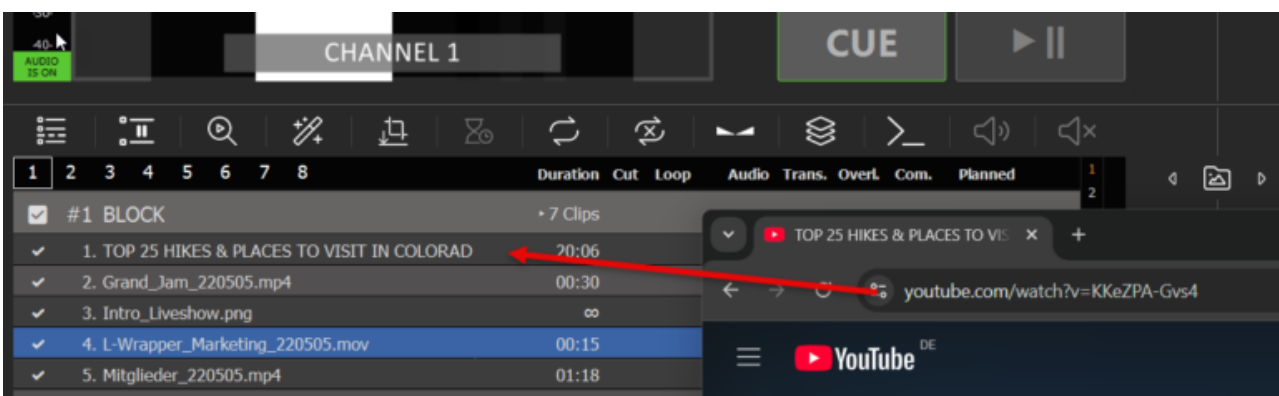 -30-
-40-
AUDIO
IS ON
CHANNEL 1
CUE
1 2 3 4 5 6 7 8 Duration Cut Loop Audio Trans. Overl. Com. Planned
1
2
#1 BLOCK 7 Clips
1. TOP 25 HIKES & PLACES TO VISIT IN COLORAD 20:06
2. Grand_Jam_220505.mp4 00:30
3. Intro_Liveshow.png ∞
4. L-Wrapper_Marketing_220505.mov 00:15
5. Mitglieder_220505.mp4 01:18
TOP 25 HIKES & PLACES TO VIS
youtube.com/watch?v=KKeZPA-Gvs4
YouTube DE